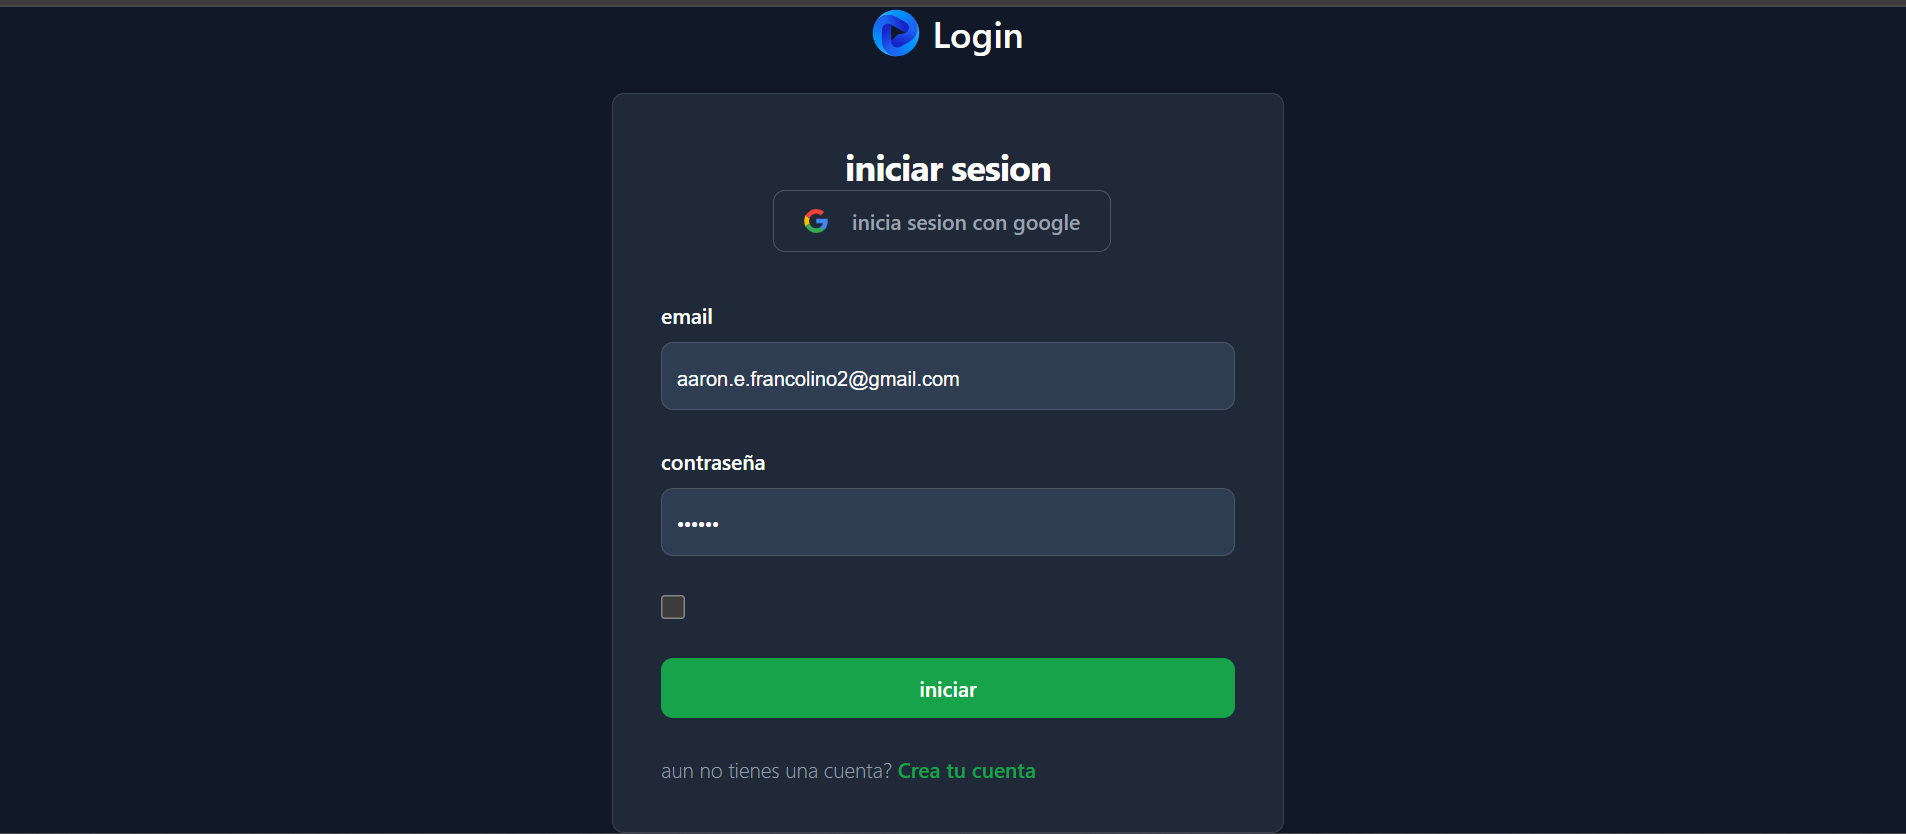 Login
iniciar sesion
inicia sesion con google
email
aaron.e.francolino2@gmail.com
contraseña
••••••
iniciar
aun no tienes una cuenta? Crea tu cuenta